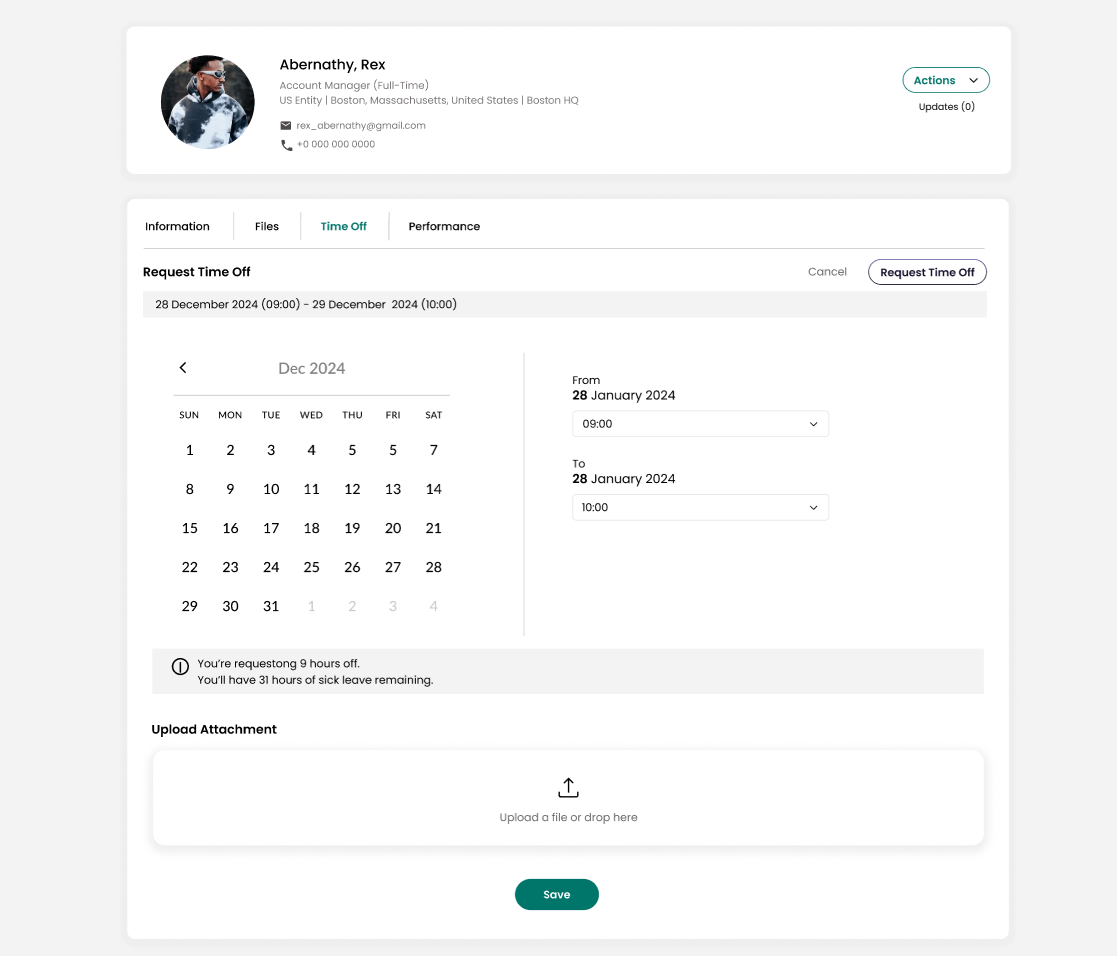 Abernathy, Rex
Account Manager (Full-Time)
US Entity | Boston, Massachusetts, United States | Boston HQ
rex_abernathy@gmail.com
+0 000 000 0000
Actions
Updates (0)
Information
Files
Time Off
Performance
Request Time Off
Cancel
Request Time Off
28 December 2024 (09:00) - 29 December 2024 (10:00)
Dec 2024
SUN MON TUE WED THU FRI SAT
1 2 3 4 5 5 7
8 9 10 11 12 13 14
15 16 17 18 19 20 21
22 23 24 25 26 27 28
29 30 31 1 2 3 4
From
28 January 2024
09:00
To
28 January 2024
10:00
You’re requestong 9 hours off.
You’ll have 31 hours of sick leave remaining.
Upload Attachment
Upload a file or drop here
Save